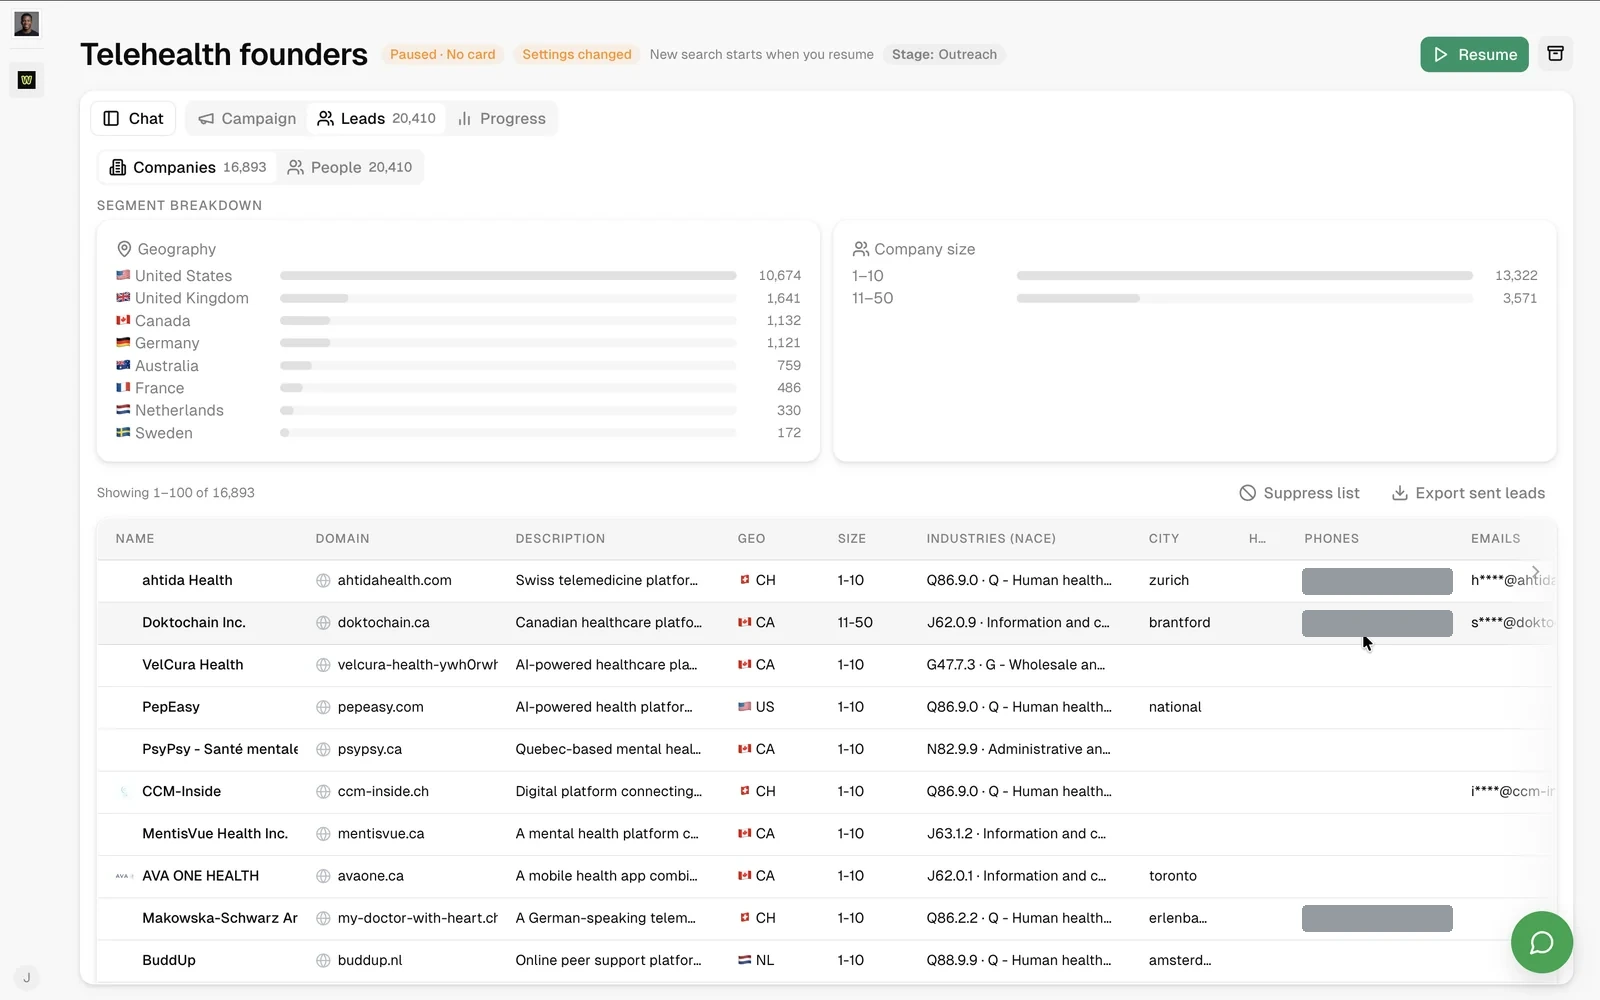 Telehealth founders Paused · No card Settings changed New search starts when you resume Stage: Outreach Resume
Chat Campaign Leads 20,410 Progress
Companies 16,893 People 20,410
SEGMENT BREAKDOWN
Geography
United States 10,674
United Kingdom 1,641
Canada 1,132
Germany 1,121
Australia 759
France 486
Netherlands 330
Sweden 172
Company size
1–10 13,322
11–50 3,571
Showing 1–100 of 16,893 Suppress list Export sent leads
NAME DOMAIN DESCRIPTION GEO SIZE INDUSTRIES (NACE) CITY H... PHONES EMAILS
ahtida Health ahtidahealth.com Swiss telemedicine platfor... CH 1-10 Q86.9.0 · Q - Human health... zurich h****@ahtida
Doktochain Inc. doktochain.ca Canadian healthcare platfo... CA 11-50 J62.0.9 · Information and c... brantford s****@dokto
VelCura Health velcura-health-ywh0rwh AI-powered healthcare pla... CA 1-10 G47.7.3 · G - Wholesale an...
PepEasy pepeasy.com AI-powered health platfor... US 1-10 Q86.9.0 · Q - Human health... national
PsyPsy - Santé mentale psypsy.ca Quebec-based mental heal... CA 1-10 N82.9.9 · Administrative an...
CCM-Inside ccm-inside.ch Digital platform connecting... CH 1-10 Q86.9.0 · Q - Human health... i****@ccm-in
MentisVue Health Inc. mentisvue.ca A mental health platform c... CA 1-10 J63.1.2 · Information and c...
AVA AVA ONE HEALTH avaone.ca A mobile health app combi... CA 1-10 J62.0.1 · Information and c... toronto
Makowska-Schwarz Ar my-doctor-with-heart.ch A German-speaking telem... CH 1-10 Q86.2.2 · Q - Human health... erlenba...
BuddUp buddup.nl Online peer support platfor... NL 1-10 Q88.9.9 · Q - Human health... amsterd...
W
J